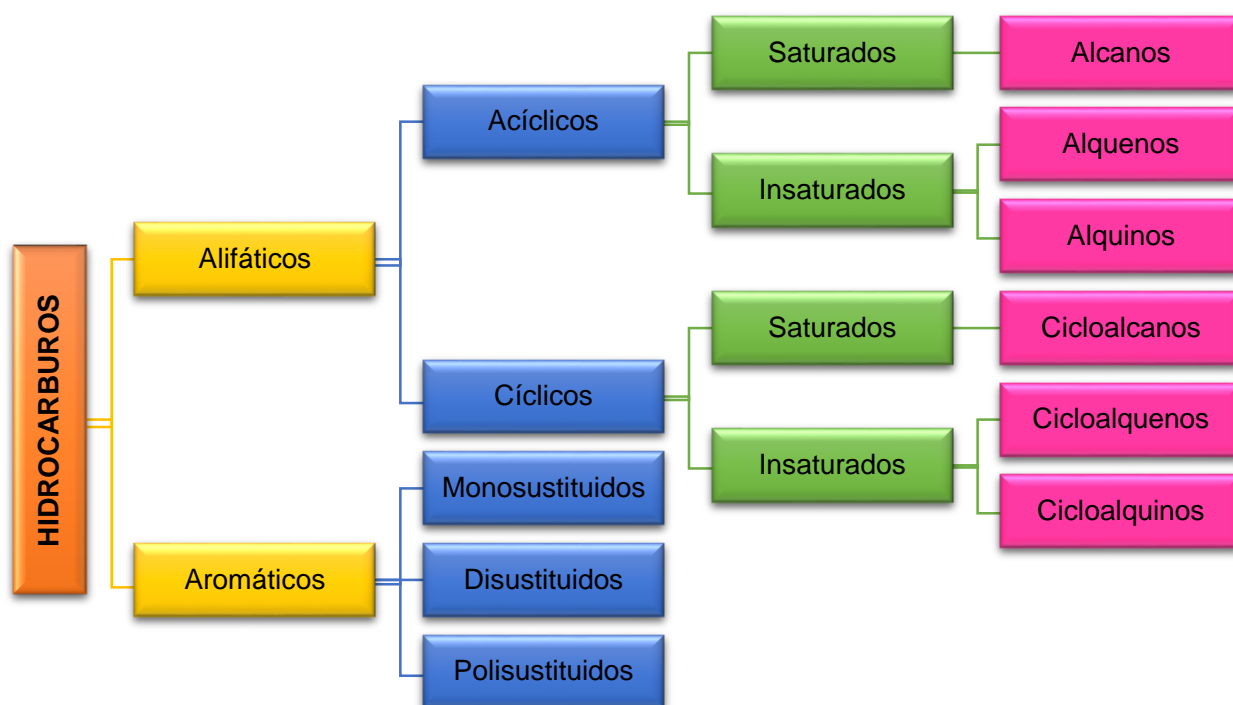 HIDROCARBUROS
Alifáticos
Acíclicos
Saturados
Alcanos
Insaturados
Alquenos
Alquinos
Cíclicos
Saturados
Cicloalcanos
Insaturados
Cicloalquenos
Cicloalquinos
Aromáticos
Monosustituidos
Disustituidos
Polisustituidos